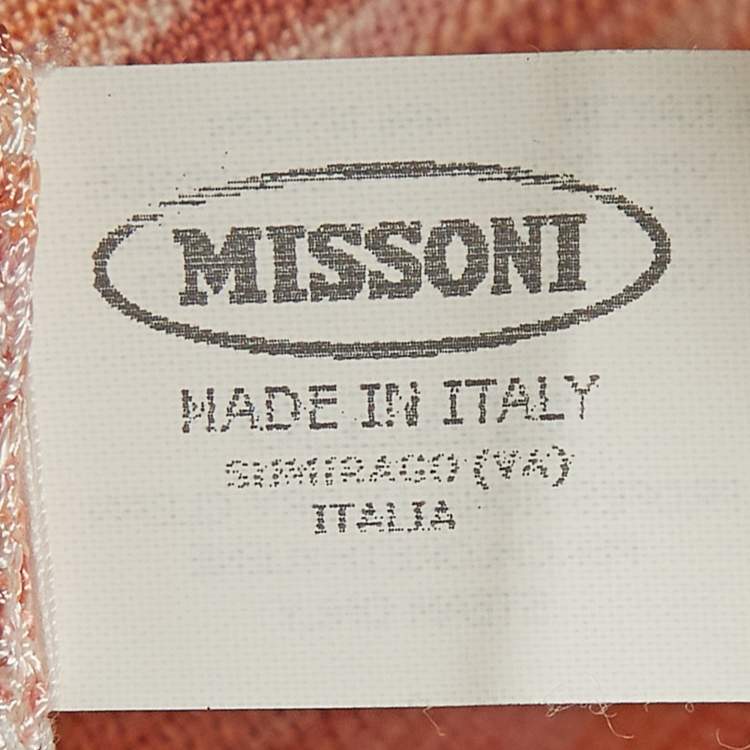 MISSONI
MADE IN ITALY
SUMIRAGO (VA)
ITALIA